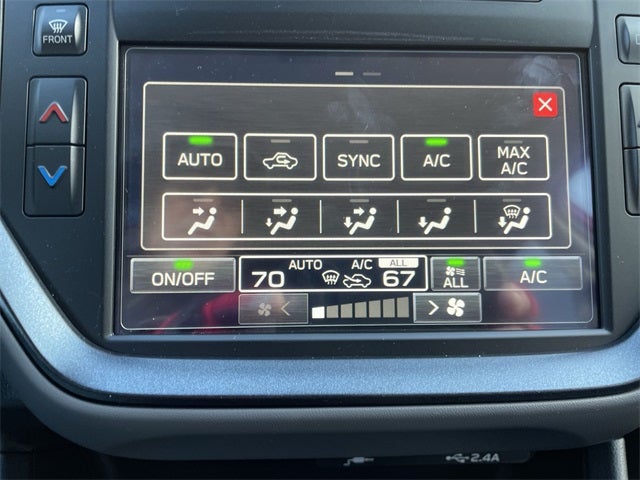 FRONT
AUTO SYNC A/C MAX A/C
ON/OFF 70 AUTO A/C ALL 67 ALL A/C
2.4A